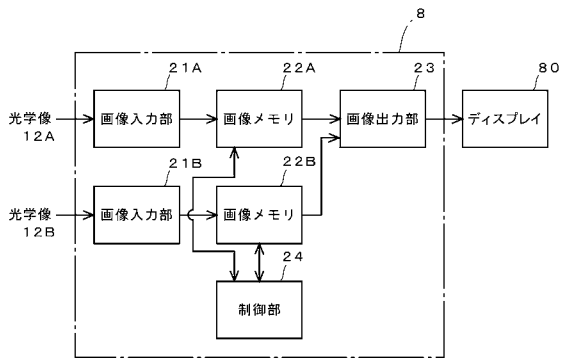 8
21A
22A
23
80
光学像
12A
画像入力部
画像メモリ
画像出力部
ディスプレイ
21B
22B
光学像
12B
画像入力部
画像メモリ
24
制御部